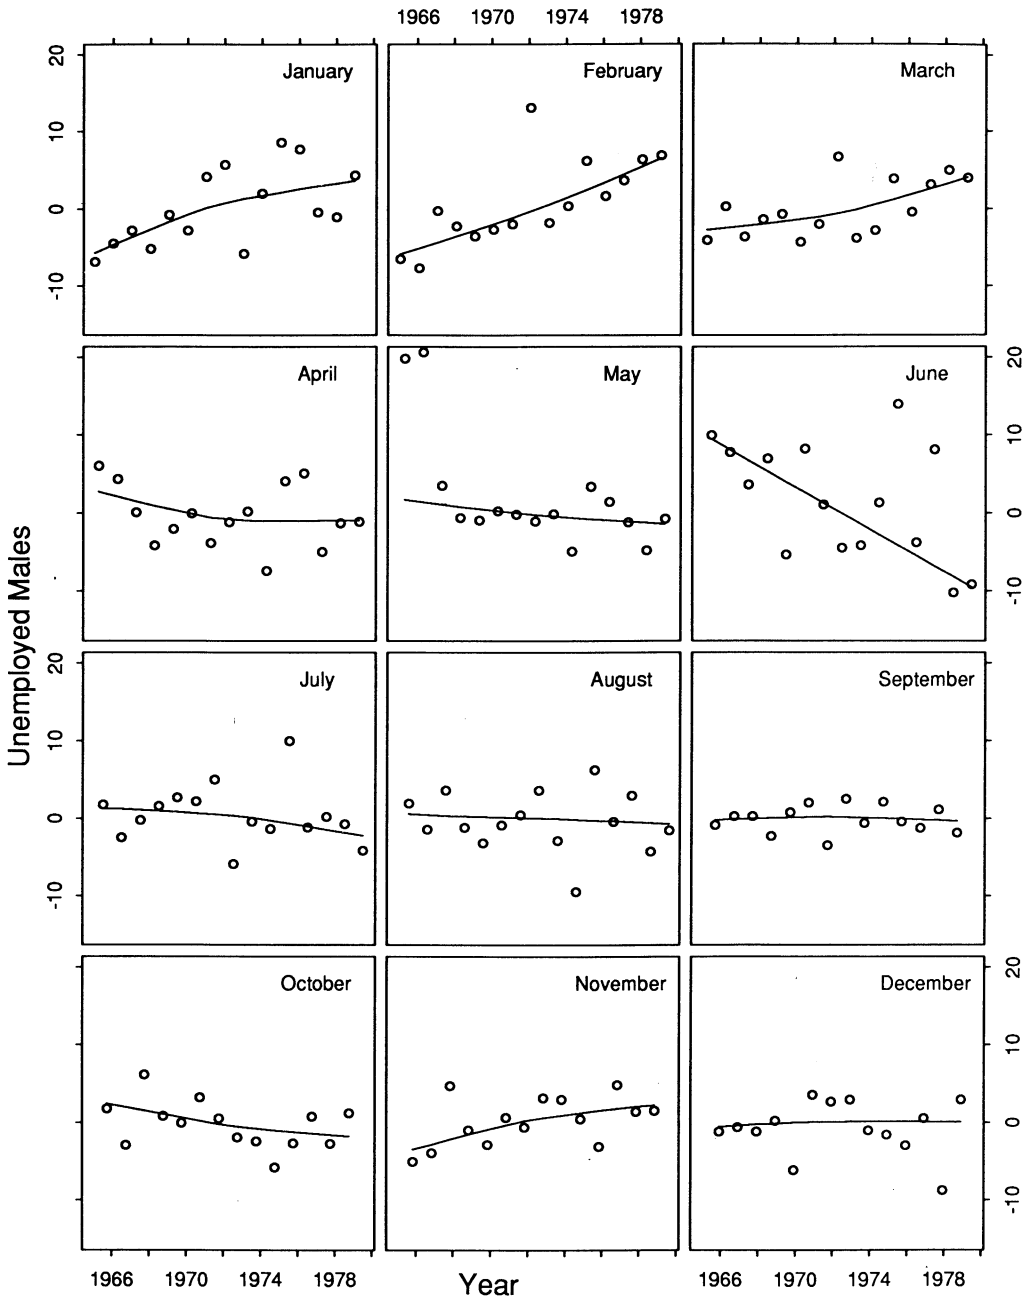 1966 1970 1974 1978
January February March
20
10
0
-10
April May June
20
10
0
-10
Unemployed Males
July August September
20
10
0
-10
October November December
20
10
0
-10
1966 1970 1974 1978
1966 1970 1974 1978
Year